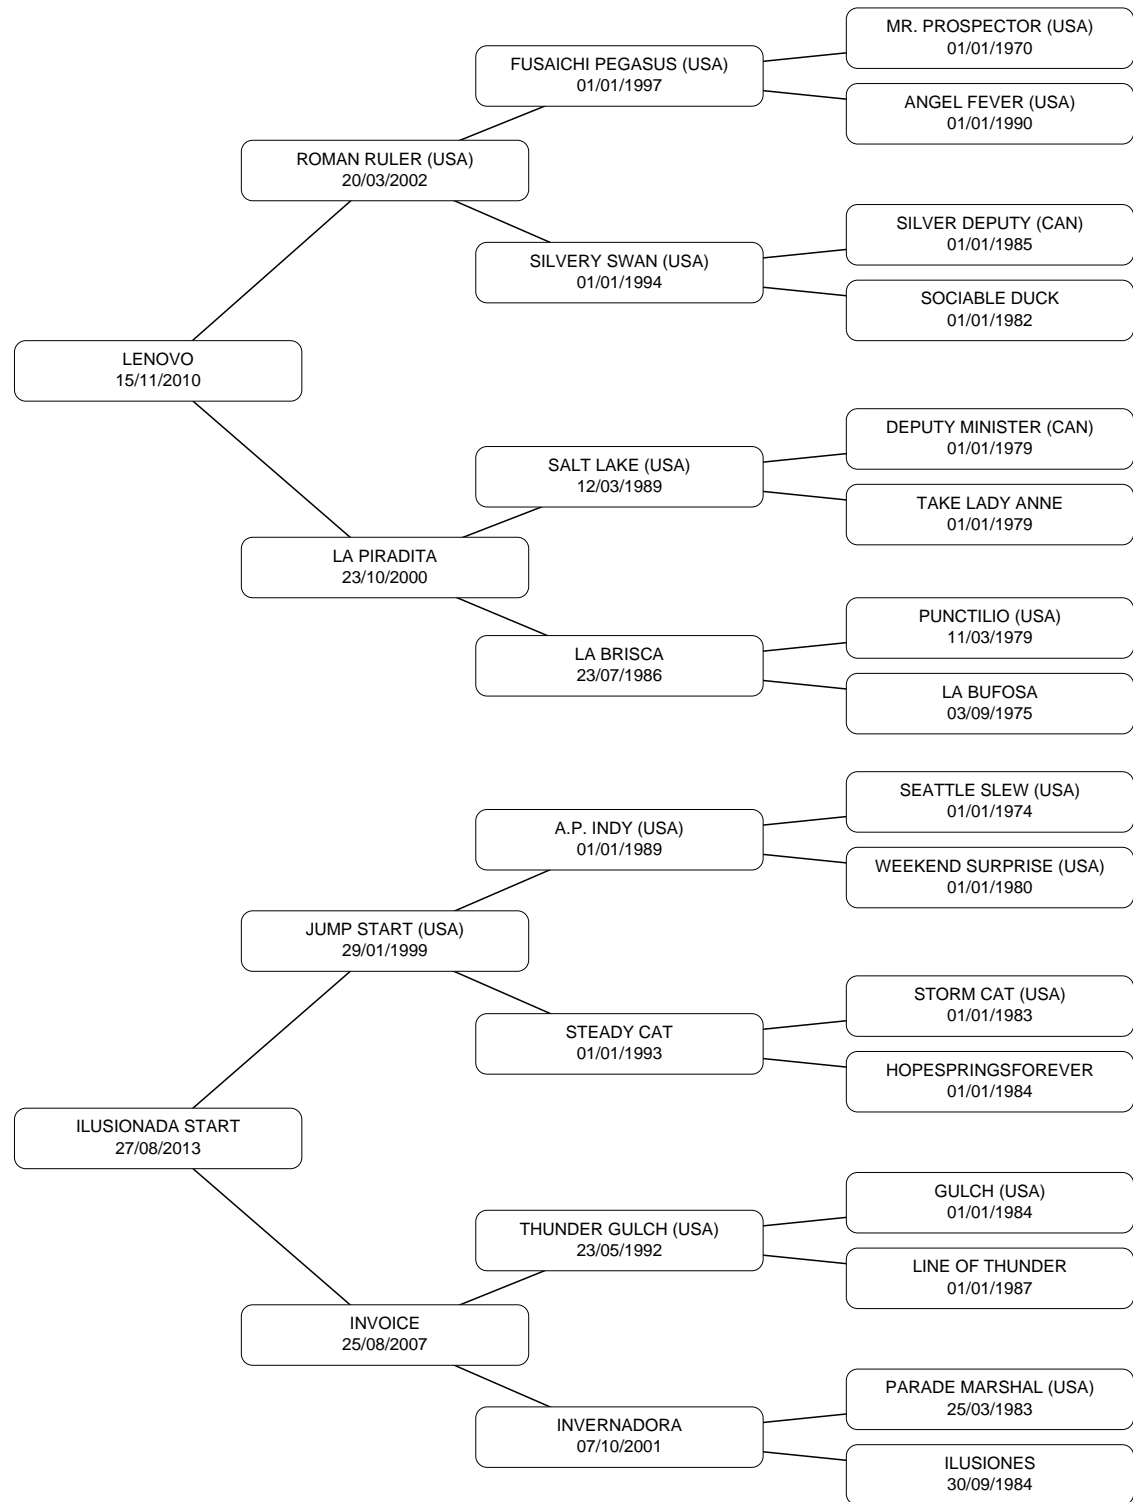 MR. PROSPECTOR (USA)
01/01/1970
FUSAICHI PEGASUS (USA)
01/01/1997
ANGEL FEVER (USA)
01/01/1990
ROMAN RULER (USA)
20/03/2002
SILVER DEPUTY (CAN)
01/01/1985
SILVERY SWAN (USA)
01/01/1994
SOCIABLE DUCK
01/01/1982
LENOVO
15/11/2010
DEPUTY MINISTER (CAN)
01/01/1979
SALT LAKE (USA)
12/03/1989
TAKE LADY ANNE
01/01/1979
LA PIRADITA
23/10/2000
PUNCTILIO (USA)
11/03/1979
LA BRISCA
23/07/1986
LA BUFOSA
03/09/1975
SEATTLE SLEW (USA)
01/01/1974
A.P. INDY (USA)
01/01/1989
WEEKEND SURPRISE (USA)
01/01/1980
JUMP START (USA)
29/01/1999
STORM CAT (USA)
01/01/1983
STEADY CAT
01/01/1993
HOPESPRINGSFOREVER
01/01/1984
ILUSIONADA START
27/08/2013
GULCH (USA)
01/01/1984
THUNDER GULCH (USA)
23/05/1992
LINE OF THUNDER
01/01/1987
INVOICE
25/08/2007
PARADE MARSHAL (USA)
25/03/1983
INVERNADORA
07/10/2001
ILUSIONES
30/09/1984